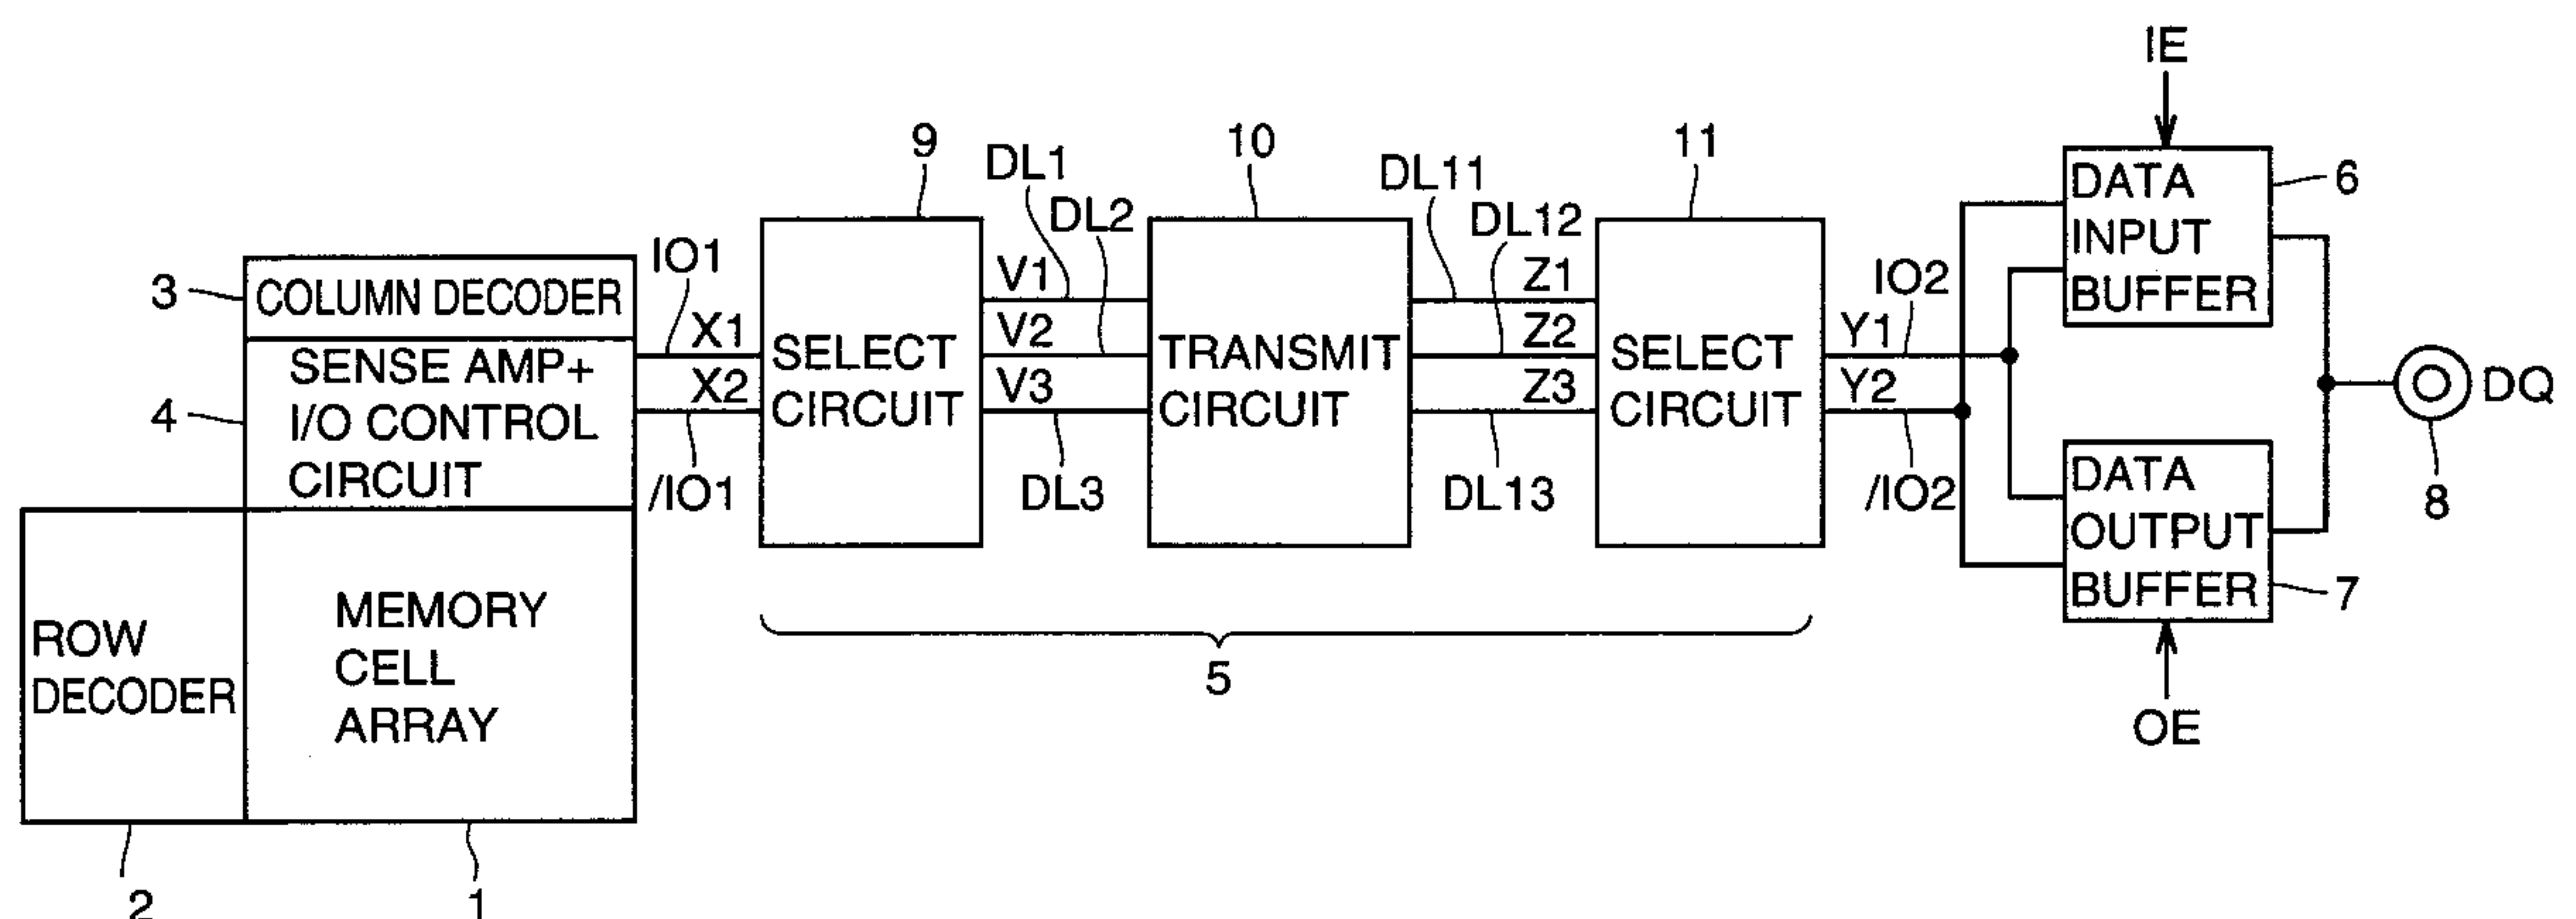 IE
9
10
11
DL1
DL2
DL11
DL12
DATA
INPUT
BUFFER
6
3
COLUMN DECODER
IO1
X1
X2
/IO1
V1
V2
V3
DL3
SELECT
CIRCUIT
TRANSMIT
CIRCUIT
Z1
Z2
Z3
DL13
SELECT
CIRCUIT
Y1
Y2
IO2
/IO2
DQ
8
4
SENSE AMP+
I/O CONTROL
CIRCUIT
DATA
OUTPUT
BUFFER
7
OE
5
ROW
DECODER
MEMORY
CELL
ARRAY
2
1